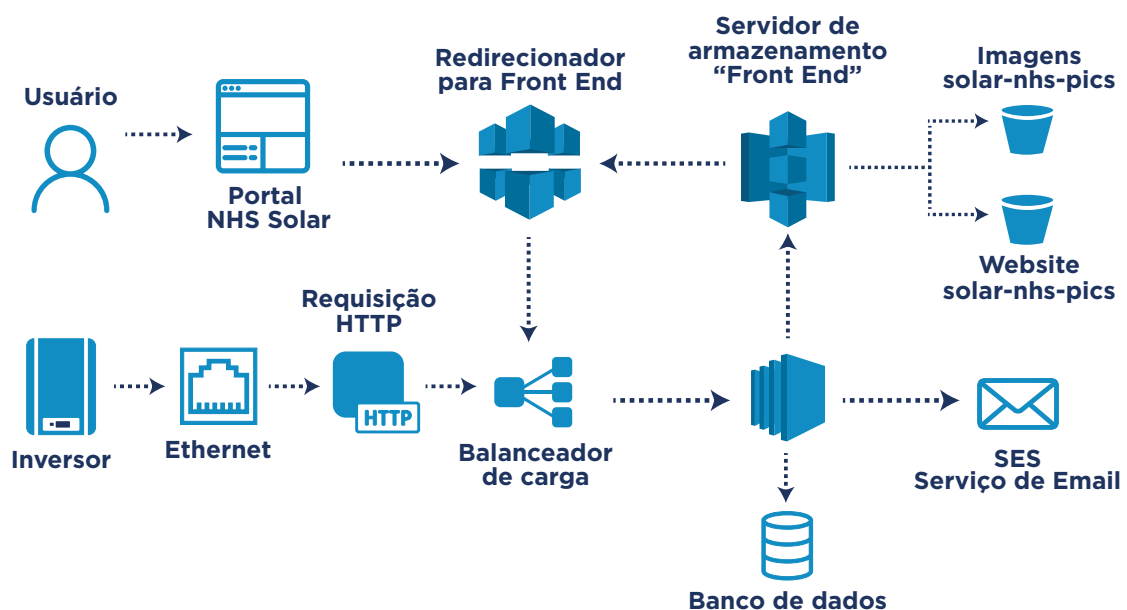 Usuário
Portal
NHS Solar
Redirecionador
para Front End
Servidor de
armazenamento
“Front End”
Imagens
solar-nhs-pics
Website
solar-nhs-pics
Inversor
Ethernet
Requisição
HTTP
HTTP
Balanceador
de carga
SES
Serviço de Email
Banco de dados